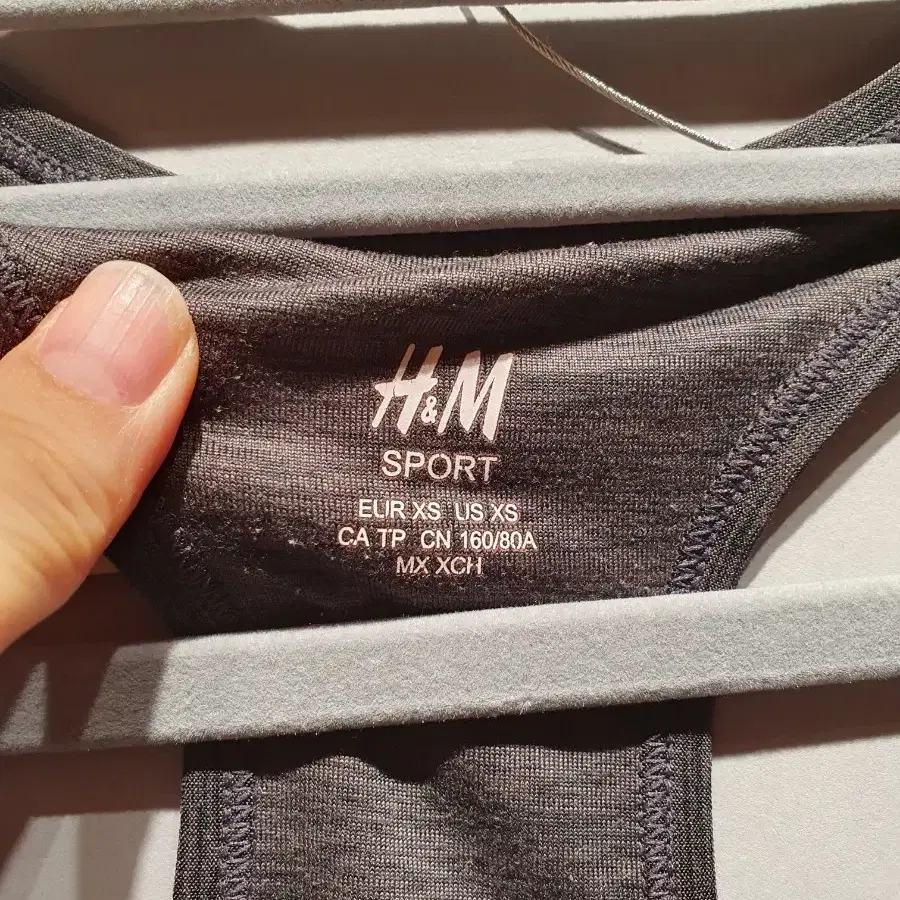 H&M
SPORT
EUR XS US XS
CA TP CN 160/80A
MX XCH